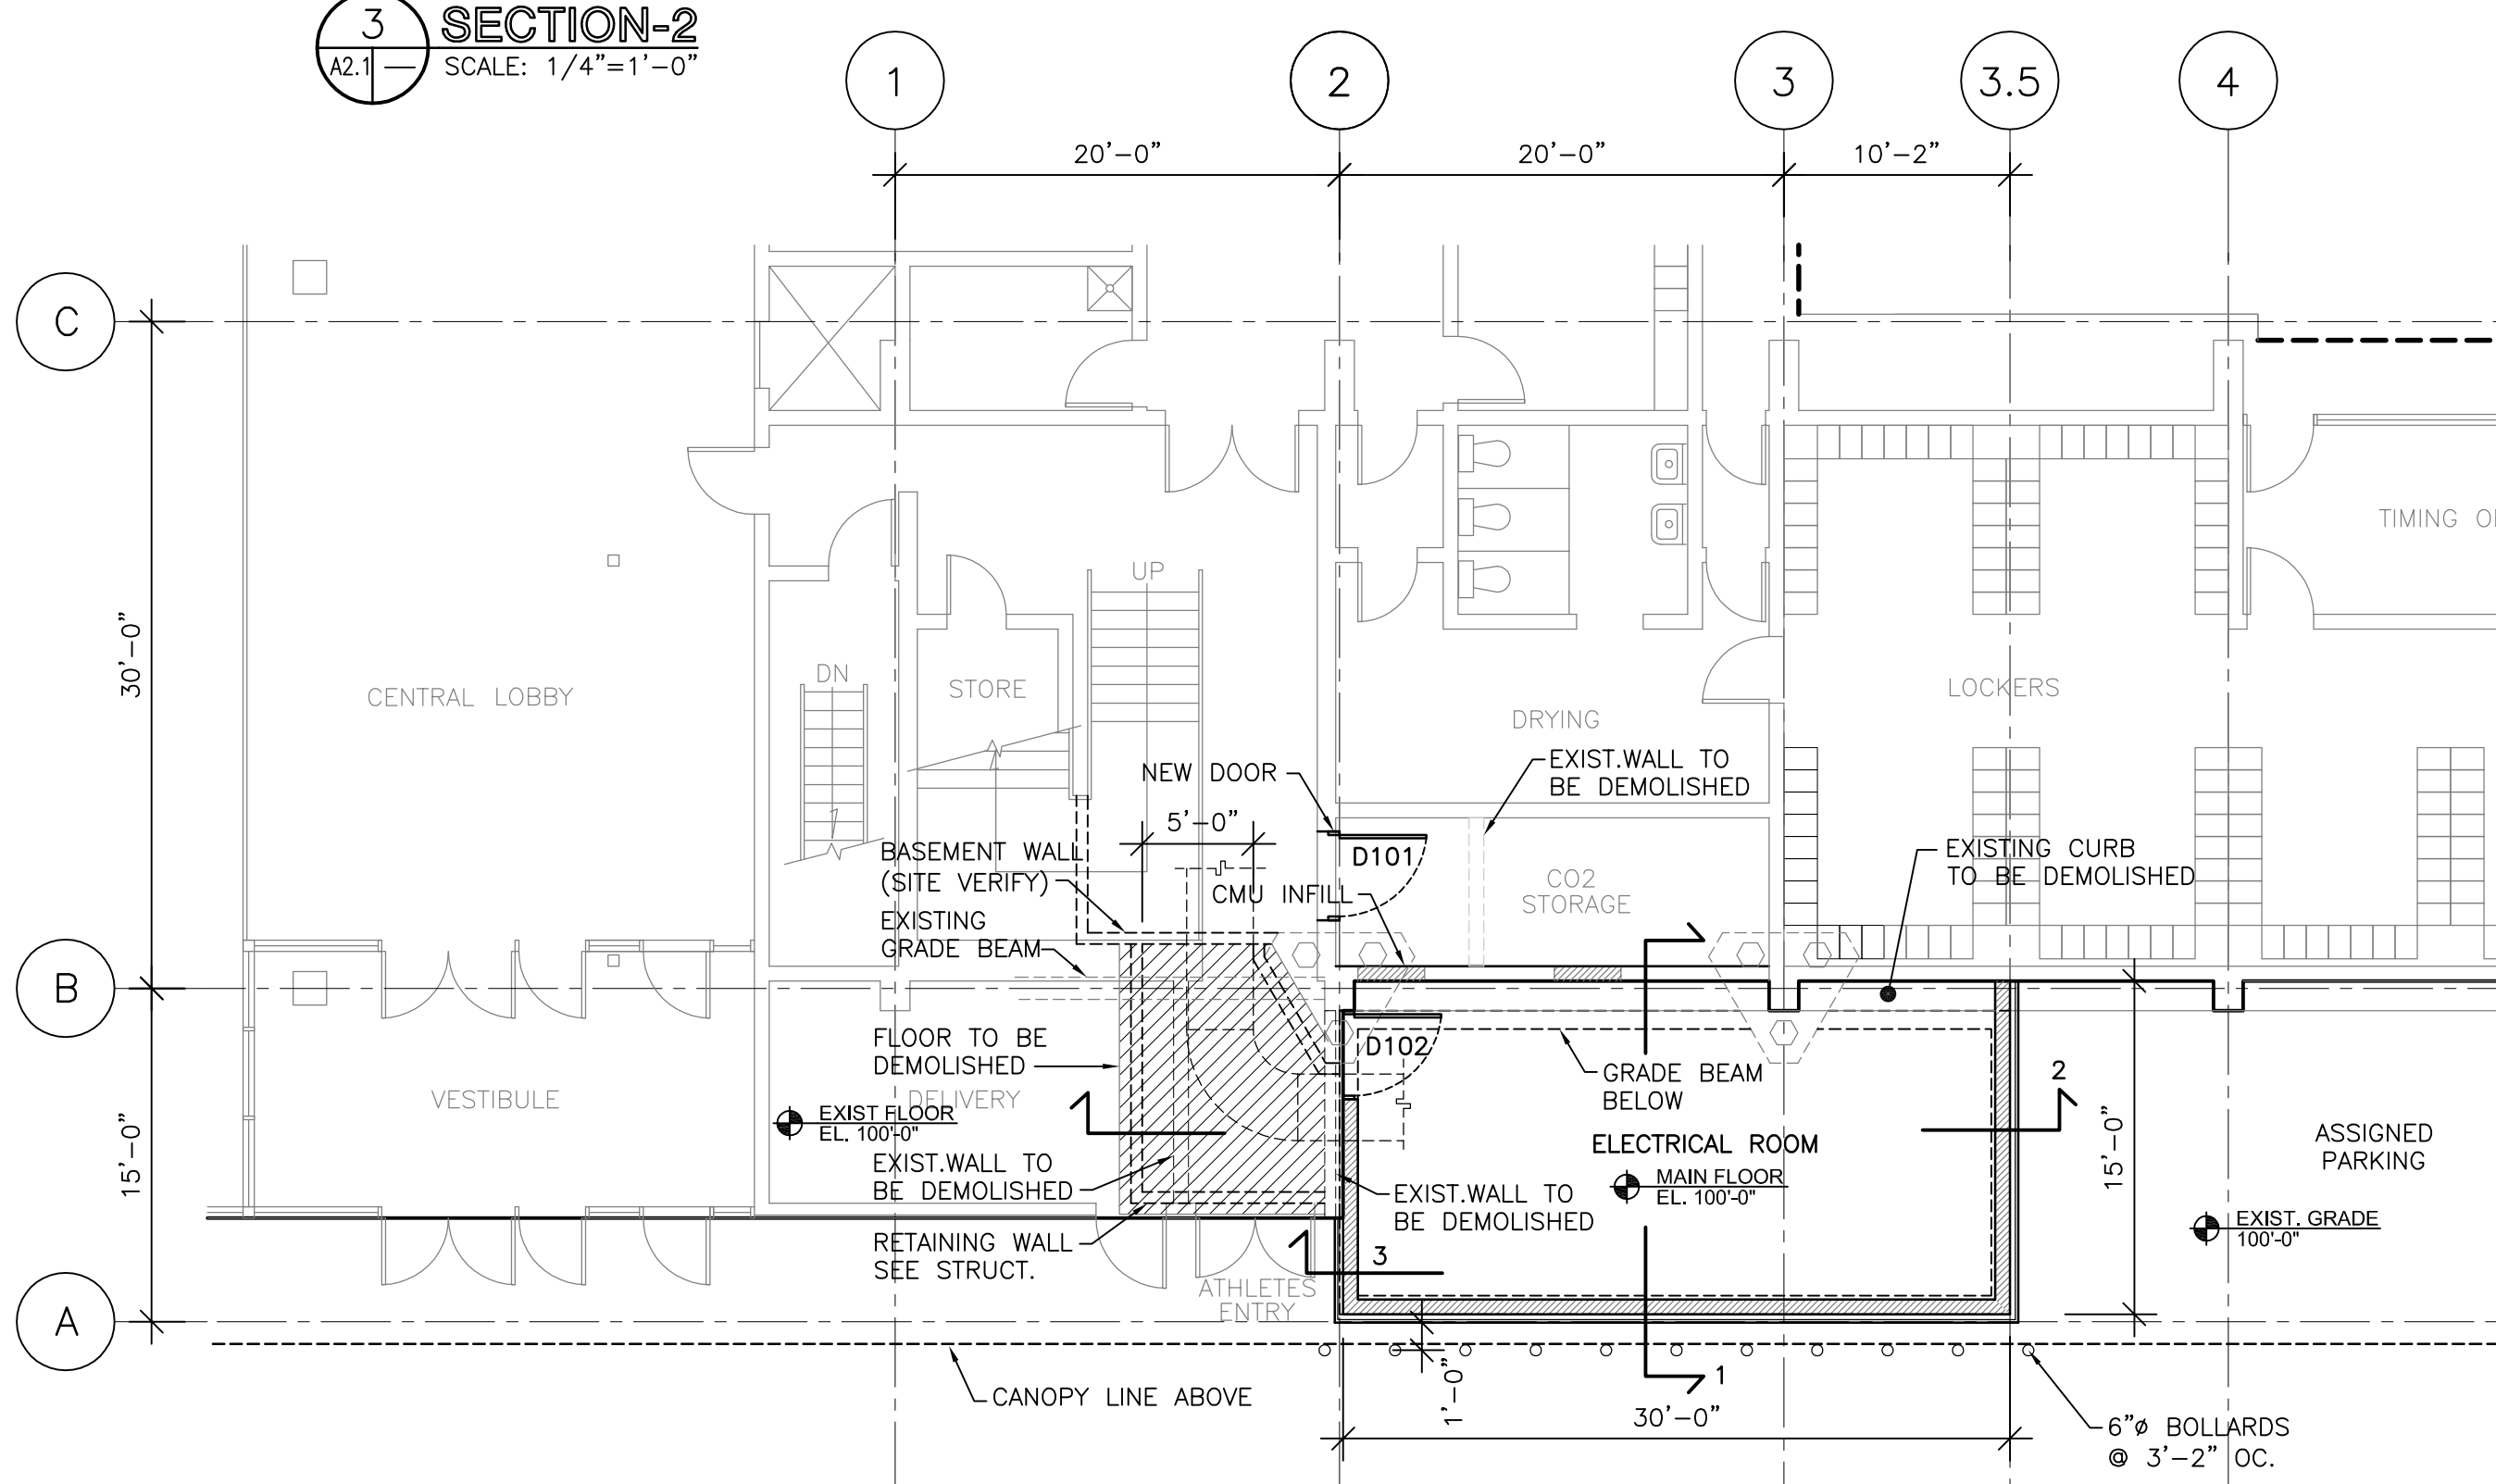 3
SECTION-2
A2.1 —
SCALE: 1/4"=1'-0"
1
2
3
3.5
4
20'-0"
20'-0"
10'-2"
C
30'-0"
UP
TIMING
DN
STORE
CENTRAL LOBBY
LOCKERS
DRYING
NEW DOOR
EXIST.WALL TO
BE DEMOLISHED
5'-0"
BASEMENT WALL
(SITE VERIFY)
D101
EXISTING CURB
TO BE DEMOLISHED
CMU INFILL
CO2
STORAGE
EXISTING
GRADE BEAM
B
FLOOR TO BE
DEMOLISHED
D102
GRADE BEAM
BELOW
2
VESTIBULE
DELIVERY
EXIST FLOOR
EL. 100'-0"
15'-0"
15'-0"
ELECTRICAL ROOM
ASSIGNED
PARKING
EXIST.WALL TO
BE DEMOLISHED
MAIN FLOOR
EL. 100'-0"
EXIST.WALL TO
BE DEMOLISHED
EXIST. GRADE
100'-0"
RETAINING WALL
SEE STRUCT.
3
ATHLETES
ENTRY
A
CANOPY LINE ABOVE
1'-0"
1
30'-0"
6"ø BOLLARDS
@ 3'-2" OC.